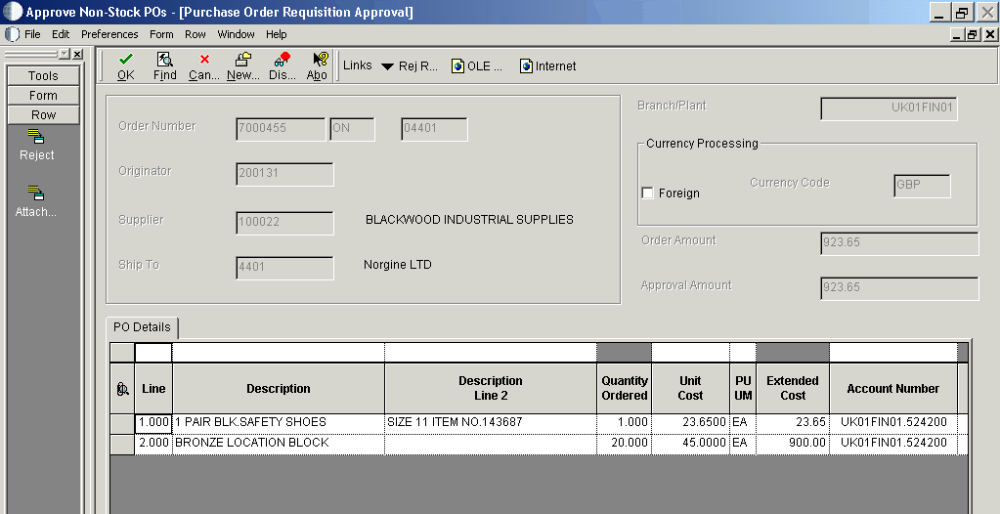 Approve Non-Stock POs - [Purchase Order Requisition Approval]
File Edit Preferences Form Row Window Help
Tools
Form
Row
Reject
Attach...
OK Find Can... New... Dis... Abo Links Rej R... OLE ... Internet
Order Number 7000455 ON 04401
Originator 200131
Supplier 100022 BLACKWOOD INDUSTRIAL SUPPLIES
Ship To 4401 Norgine LTD
Branch/Plant UK01FIN01
Currency Processing
Foreign Currency Code GBP
Order Amount 923.65
Approval Amount 923.65
PO Details
Line Description Description Line 2 Quantity Ordered Unit Cost PU UM Extended Cost Account Number
1.000 1 PAIR BLK.SAFETY SHOES SIZE 11 ITEM NO.143687 1.000 23.6500 EA 23.65 UK01FIN01.524200
2.000 BRONZE LOCATION BLOCK 20.000 45.0000 EA 900.00 UK01FIN01.524200